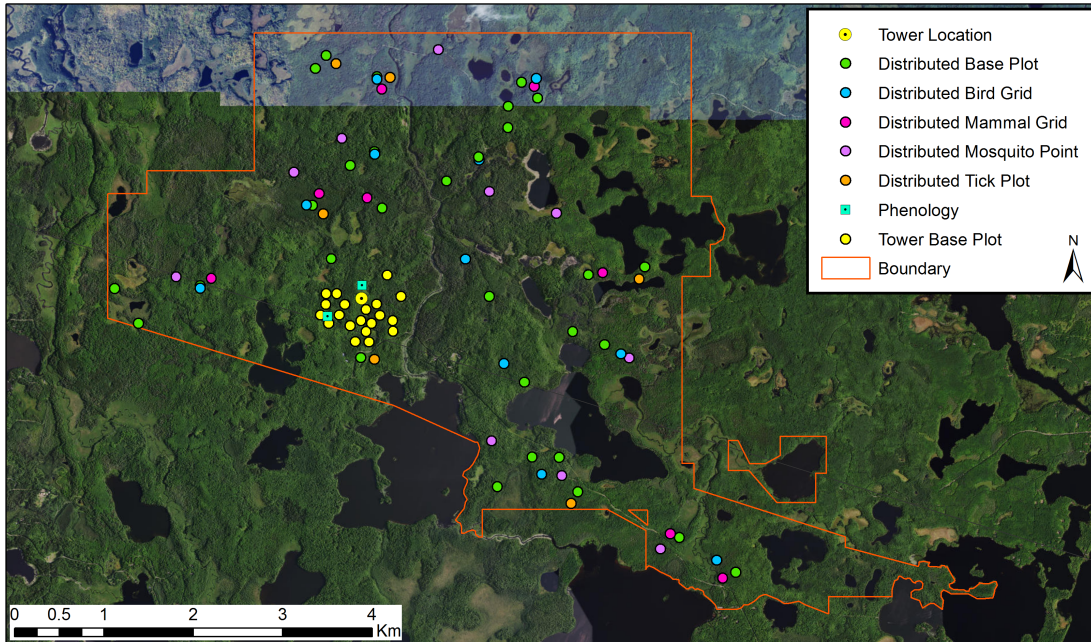 Tower Location
Distributed Base Plot
Distributed Bird Grid
Distributed Mammal Grid
Distributed Mosquito Point
Distributed Tick Plot
Phenology
Tower Base Plot
Boundary
N
0 0.5 1 2 3 4
Km